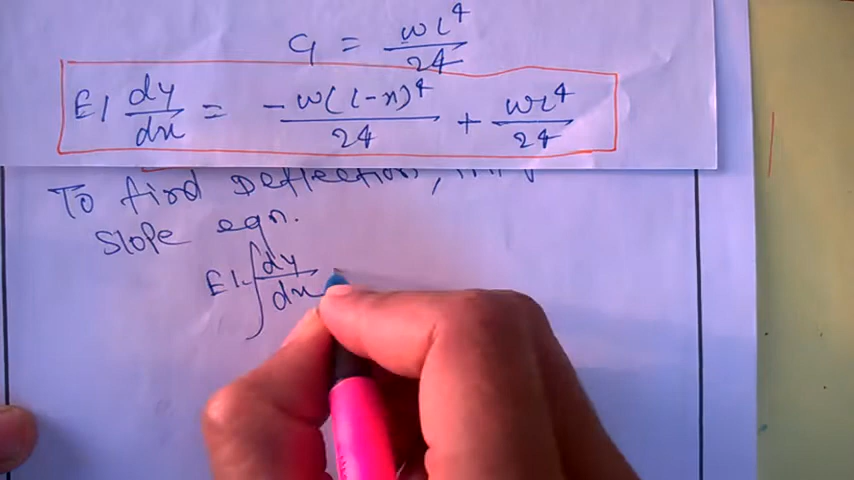 C1 = wl⁴/24
EI dy/dx = -w(l-x)⁴/24 + wl⁴/24
To find Deflection,
slope eqn.
EI ∫ dy/dx